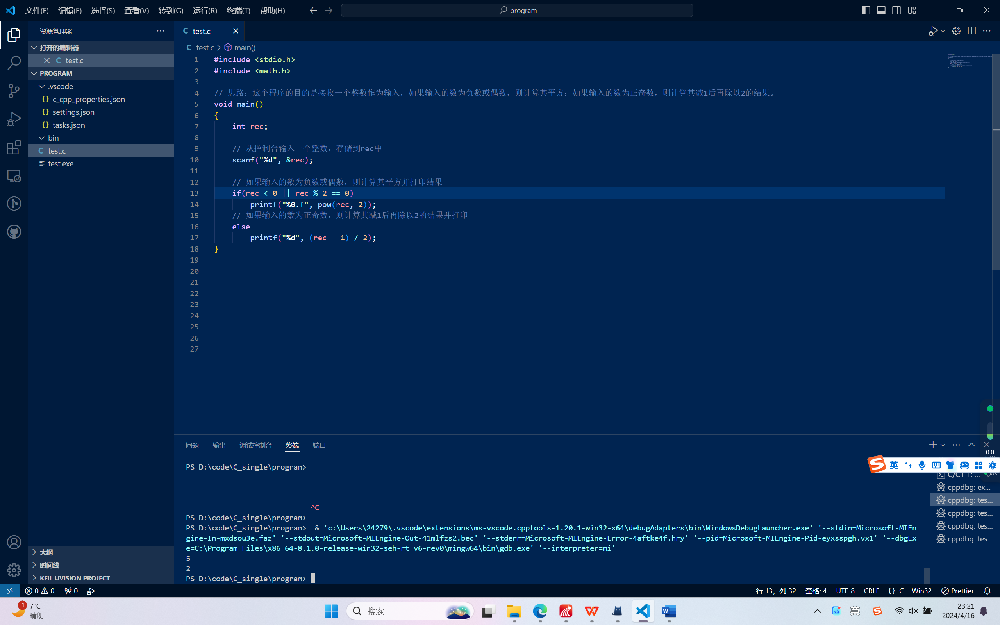 文件(F) 编辑(E) 选择(S) 查看(V) 转到(G) 运行(R) 终端(T) 帮助(H) program
资源管理器
打开的编辑器
test.c
PROGRAM
.vscode
c_cpp_properties.json
settings.json
tasks.json
bin
test.c
test.exe
大纲
时间线
KEIL UVISION PROJECT
test.c
test.c > main()
1 #include <stdio.h>
2 #include <math.h>
3
4 // 思路：这个程序的目的是接收一个整数作为输入，如果输入的数为负数或偶数，则计算其平方；如果输入的数为正奇数，则计算其减1后再除以2的结果。
5 void main()
6 {
7 int rec;
8
9 // 从控制台输入一个整数，存储到rec中
10 scanf("%d", &rec);
11
12 // 如果输入的数为负数或偶数，则计算其平方并打印结果
13 if(rec < 0 || rec % 2 == 0)
14 printf("%0.f", pow(rec, 2));
15 // 如果输入的数为正奇数，则计算其减1后再除以2的结果并打印
16 else
17 printf("%d", (rec - 1) / 2);
18 }
19
20
21
22
23
24
25
26
27
问题 输出 调试控制台 终端 端口
PS D:\code\C_single\program>
^C
PS D:\code\C_single\program>
PS D:\code\C_single\program> & 'c:\Users\24279\.vscode\extensions\ms-vscode.cpptools-1.20.1-win32-x64\debugAdapters\bin\WindowsDebugLauncher.exe' '--stdin=Microsoft-MIEn
gine-In-mxdsou3e.faz' '--stdout=Microsoft-MIEngine-Out-41mlfzs2.bec' '--stderr=Microsoft-MIEngine-Error-4aftke4f.hry' '--pid=Microsoft-MIEngine-Pid-eyxsspgh.vx1' '--dbgEx
e=C:\Program Files\x86_64-8.1.0-release-win32-seh-rt_v6-rev0\mingw64\bin\gdb.exe' '--interpreter=mi'
5
2
PS D:\code\C_single\program>
0.0
英
C/C++: ...
cppdbg: ex...
cppdbg: tes...
cppdbg: tes...
cppdbg: tes...
cppdbg: tes...
0 0 0 行 13，列 32 空格: 4 UTF-8 CRLF {} C Win32 Prettier
1 7°C
晴朗
搜索
英
23:21
2024/4/16